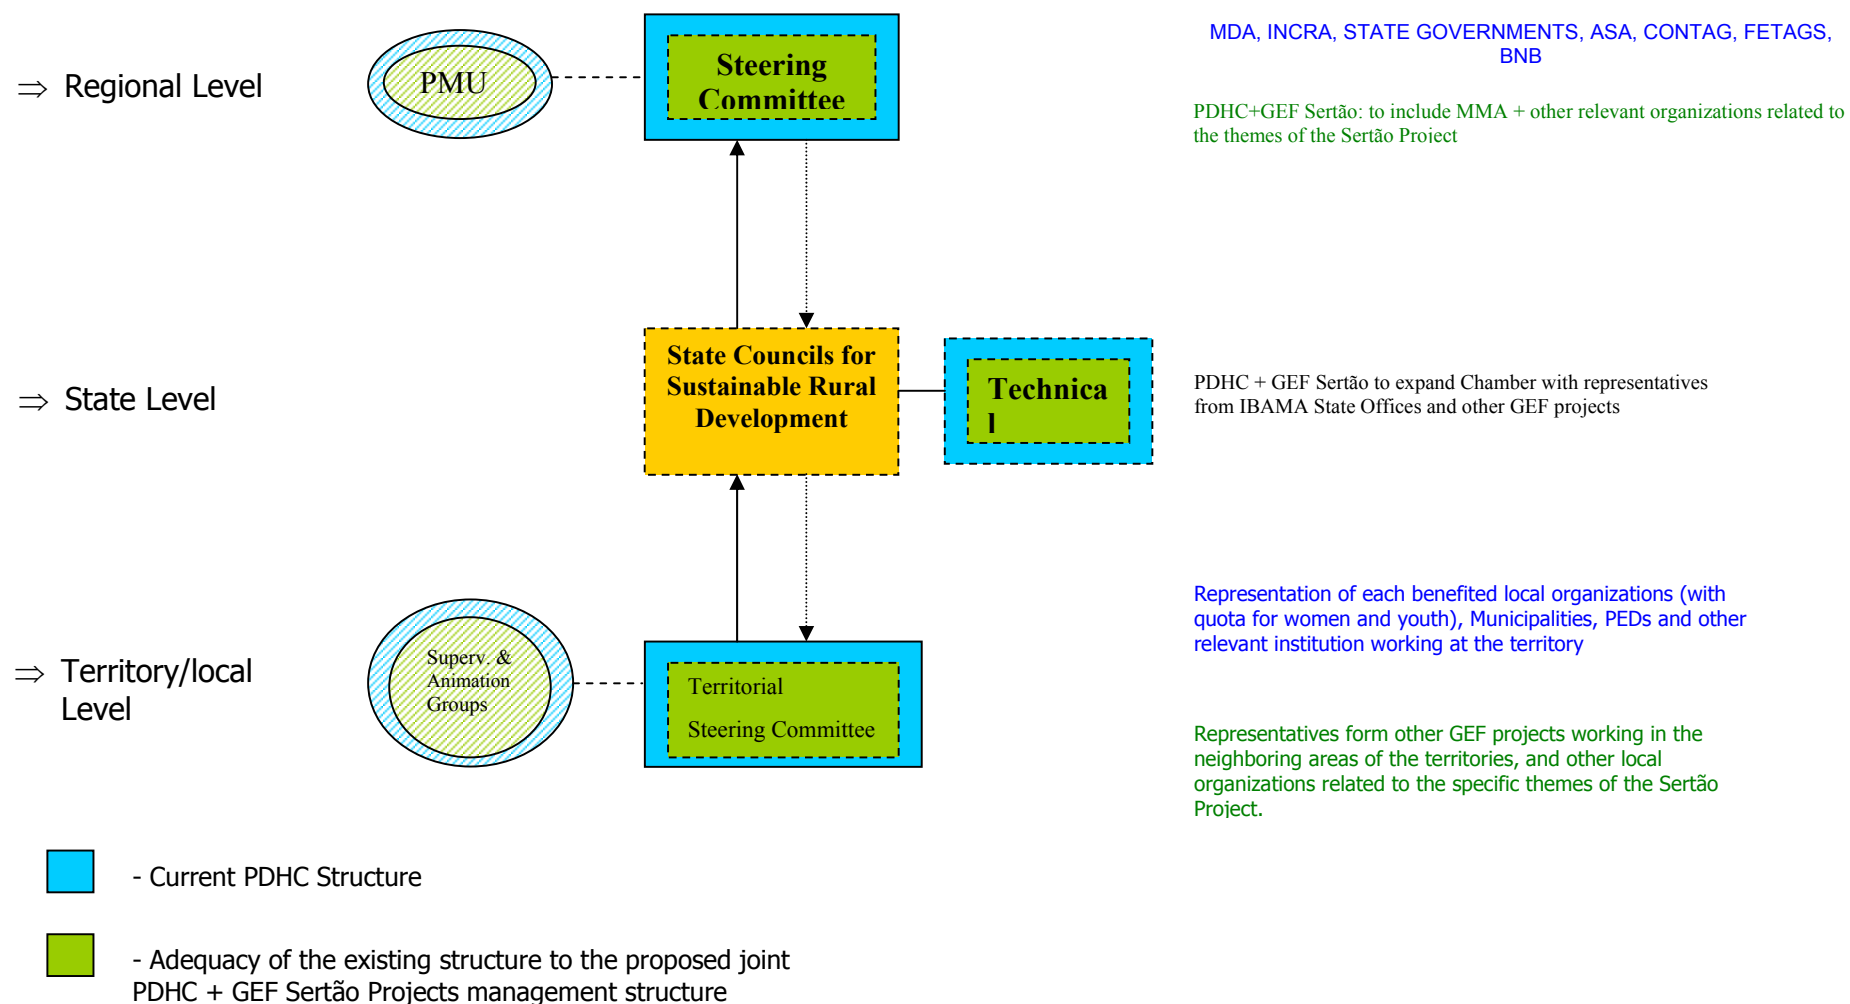 ⇒ Regional Level
PMU
Steering
Committee
MDA, INCRA, STATE GOVERNMENTS, ASA, CONTAG, FETAGS,
BNB
PDHC+GEF Sertão: to include MMA + other relevant organizations related to
the themes of the Sertão Project
⇒ State Level
State Councils for
Sustainable Rural
Development
Technica
l
PDHC + GEF Sertão to expand Chamber with representatives
from IBAMA State Offices and other GEF projects
⇒ Territory/local
Level
Superv. &
Animation
Groups
Territorial
Steering Committee
Representation of each benefited local organizations (with
quota for women and youth), Municipalities, PEDs and other
relevant institution working at the territory
Representatives form other GEF projects working in the
neighboring areas of the territories, and other local
organizations related to the specific themes of the Sertão
Project.
- Current PDHC Structure
- Adequacy of the existing structure to the proposed joint
PDHC + GEF Sertão Projects management structure